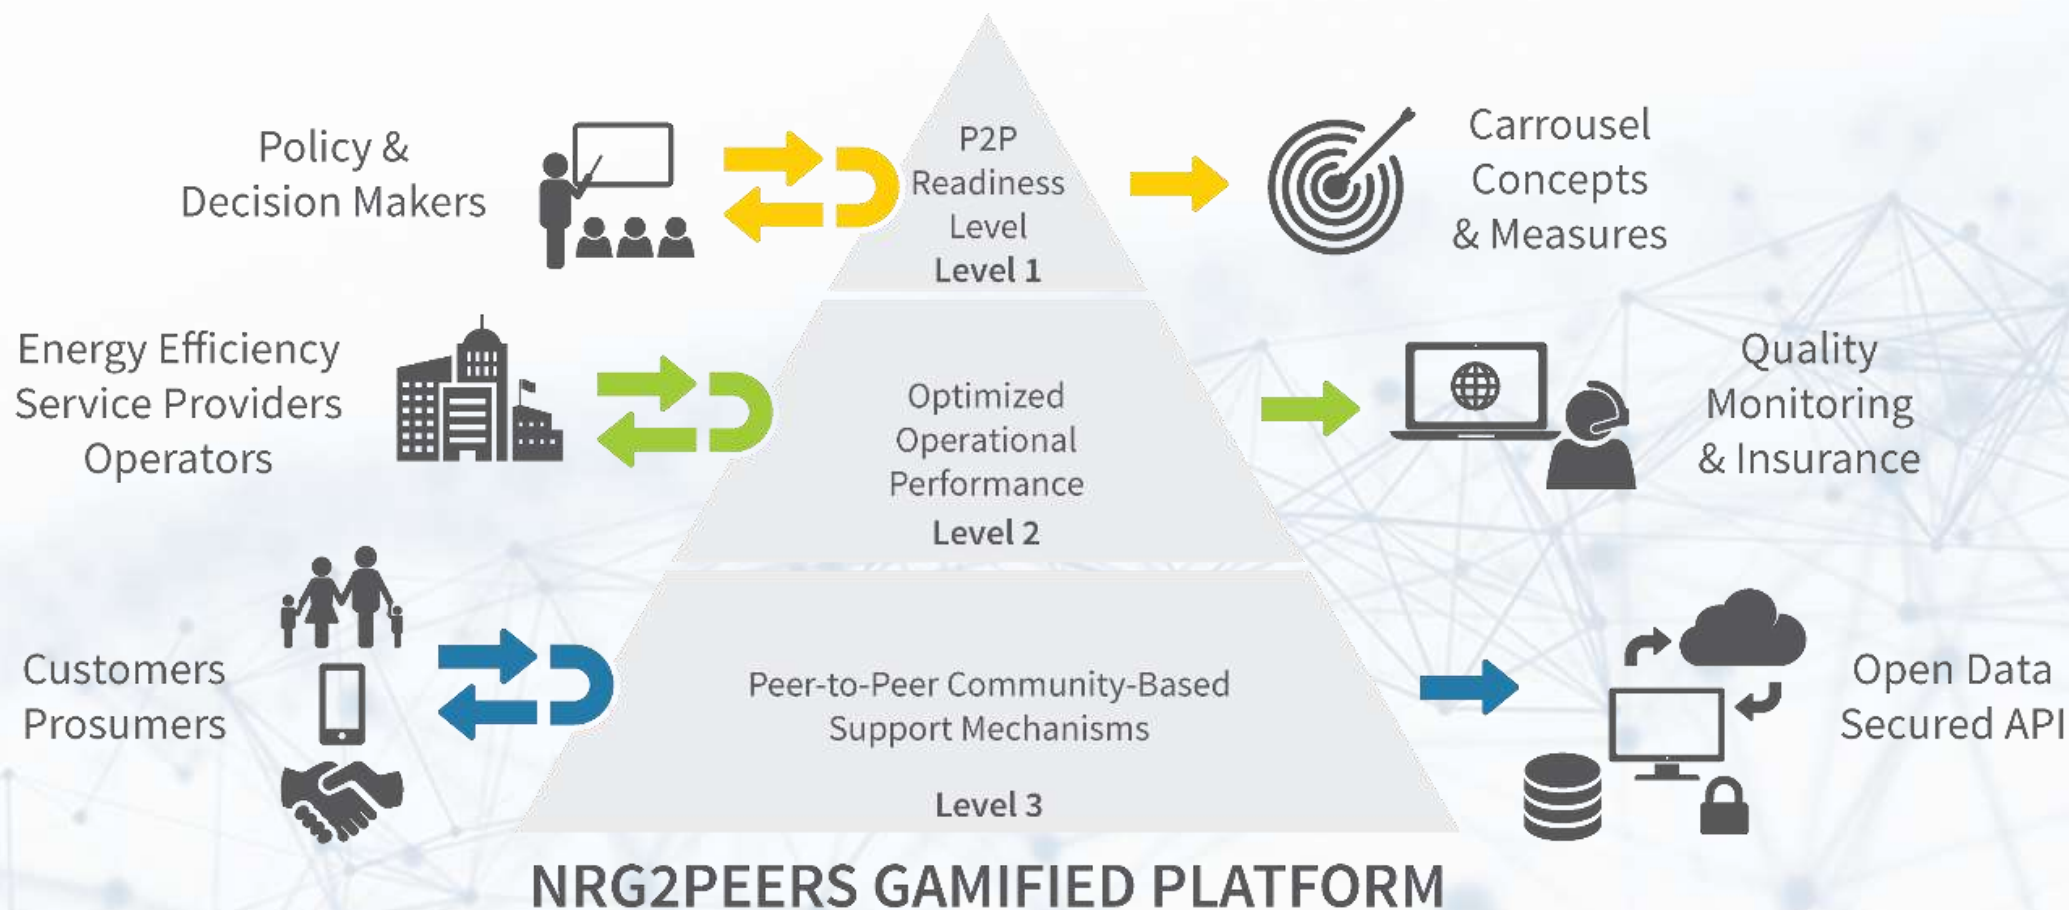 Policy &
Decision Makers
P2P
Readiness
Level
Level 1
Carrousel
Concepts
& Measures
Energy Efficiency
Service Providers
Operators
Optimized
Operational
Performance
Level 2
Quality
Monitoring
& Insurance
Customers
Prosumers
Peer-to-Peer Community-Based
Support Mechanisms
Level 3
Open Data
Secured API
NRG2PEERS GAMIFIED PLATFORM